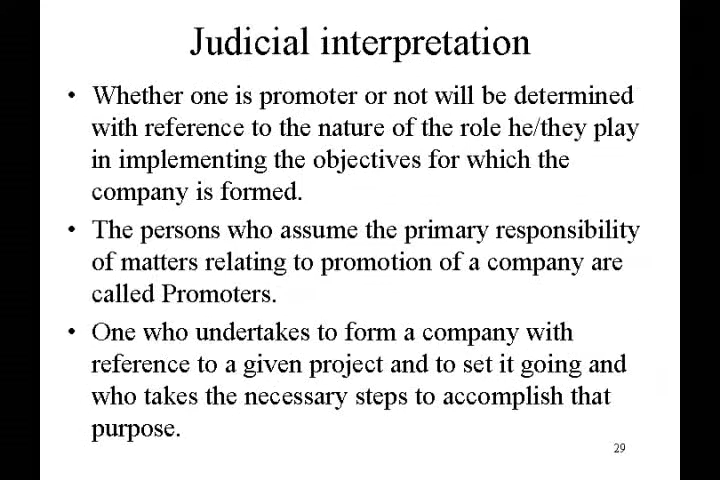 Judicial interpretation
• Whether one is promoter or not will be determined
with reference to the nature of the role he/they play
in implementing the objectives for which the
company is formed.
• The persons who assume the primary responsibility
of matters relating to promotion of a company are
called Promoters.
• One who undertakes to form a company with
reference to a given project and to set it going and
who takes the necessary steps to accomplish that
purpose.
29